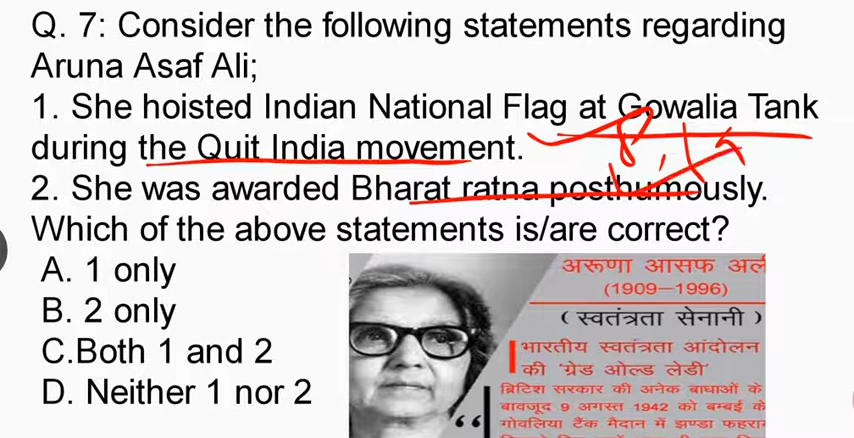 Q. 7: Consider the following statements regarding
Aruna Asaf Ali;
1. She hoisted Indian National Flag at Gowalia Tank
during the Quit India movement.
2. She was awarded Bharat ratna posthumously.
Which of the above statements is/are correct?
A. 1 only
B. 2 only
C.Both 1 and 2
D. Neither 1 nor 2
अरूणा आसफ अली
(1909–1996)
(स्वतंत्रता सेनानी)
भारतीय स्वतंत्रता आंदोलन
की 'ग्रेड ओल्ड लेडी'
ब्रिटिश सरकार की अनेक बाधाओं के
बावजूद 9 अगस्त 1942 को बम्बई के
गोवलिया टैंक मैदान में झण्डा फहरा